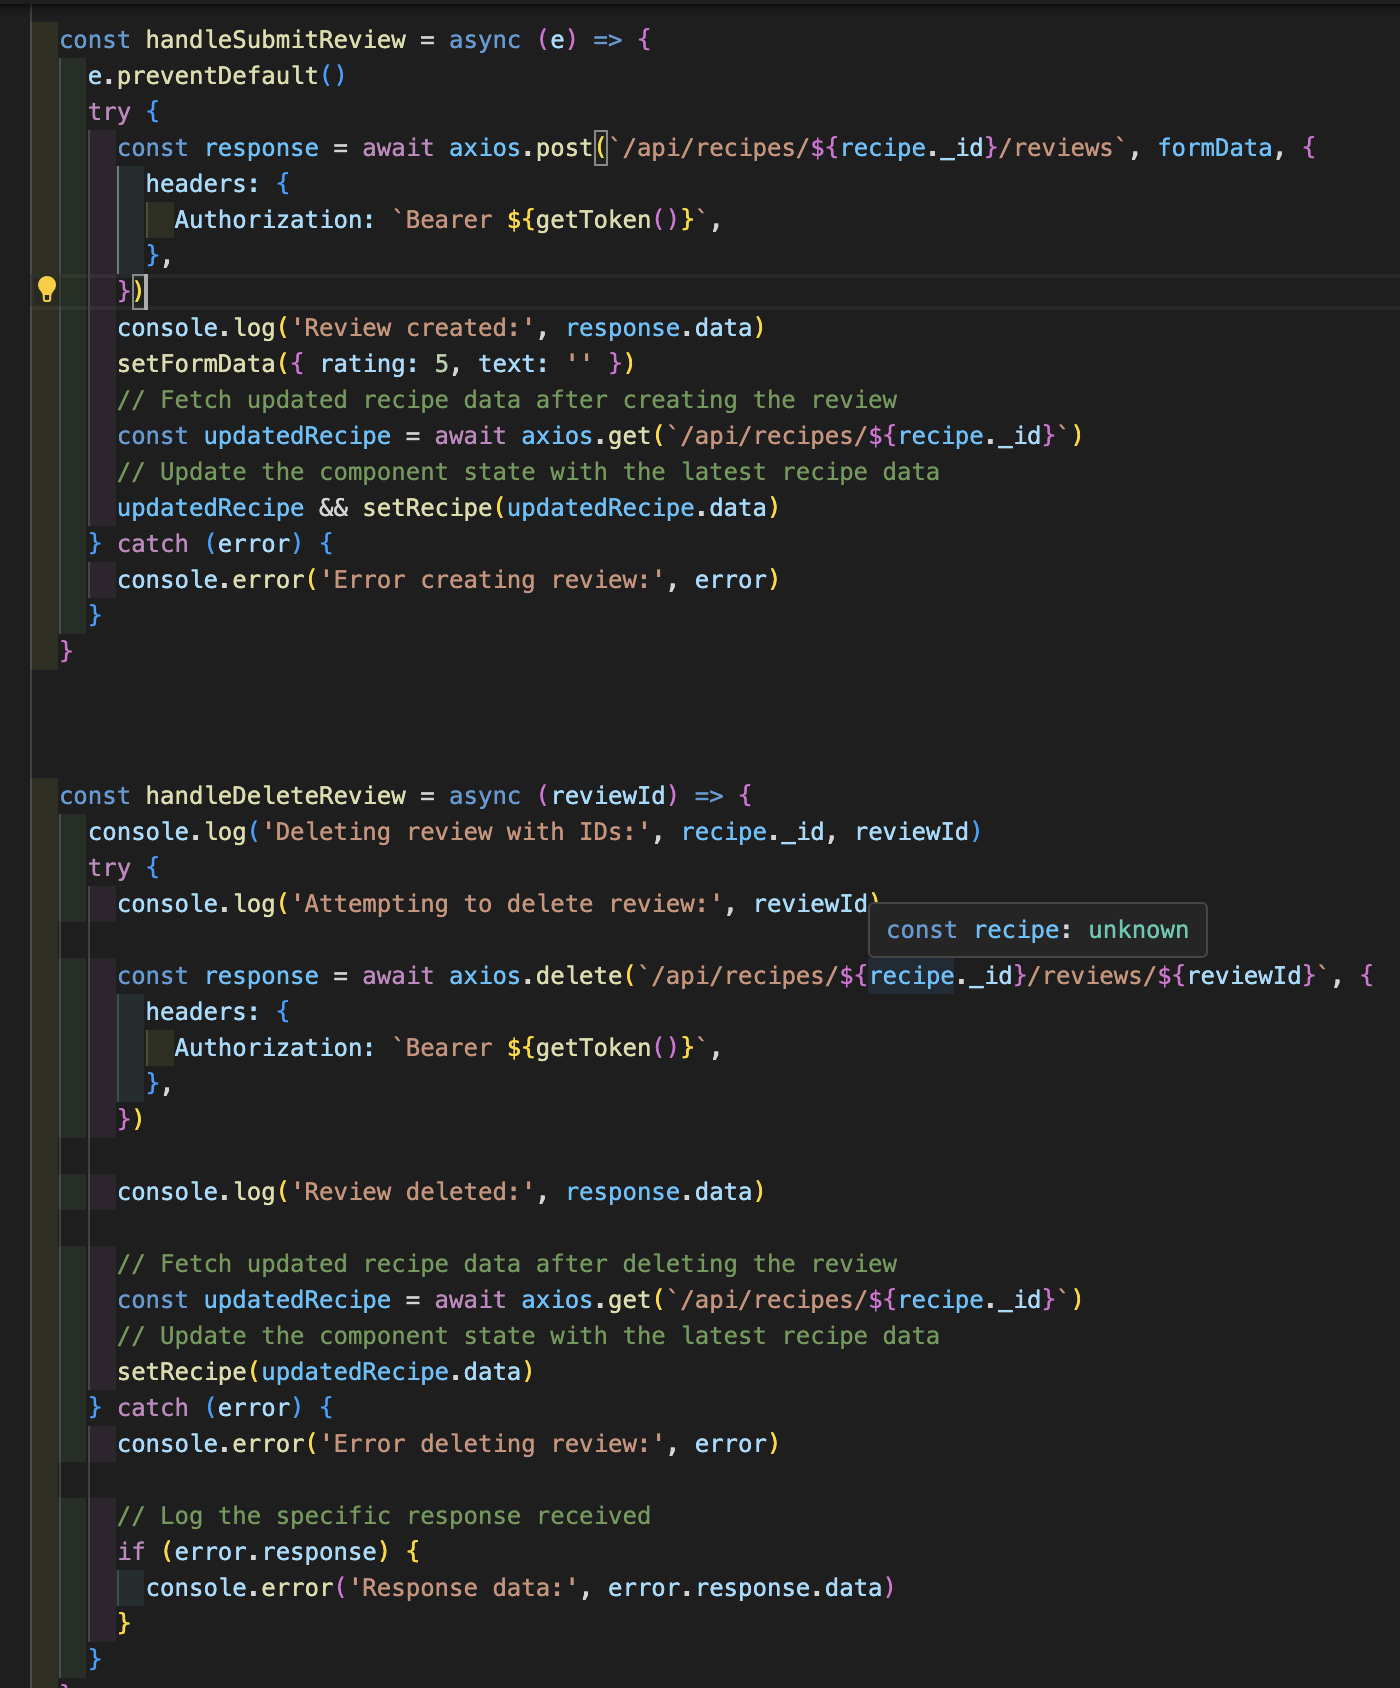 const handleSubmitReview = async (e) => {
e.preventDefault()
try {
const response = await axios.post(`/api/recipes/${recipe._id}/reviews`, formData, {
headers: {
Authorization: `Bearer ${getToken()}`,
},
})
console.log('Review created:', response.data)
setFormData({ rating: 5, text: '' })
// Fetch updated recipe data after creating the review
const updatedRecipe = await axios.get(`/api/recipes/${recipe._id}`)
// Update the component state with the latest recipe data
updatedRecipe && setRecipe(updatedRecipe.data)
} catch (error) {
console.error('Error creating review:', error)
}
}
const handleDeleteReview = async (reviewId) => {
console.log('Deleting review with IDs:', recipe._id, reviewId)
try {
console.log('Attempting to delete review:', reviewId)
const recipe: unknown
const response = await axios.delete(`/api/recipes/${recipe._id}/reviews/${reviewId}`, {
headers: {
Authorization: `Bearer ${getToken()}`,
},
})
console.log('Review deleted:', response.data)
// Fetch updated recipe data after deleting the review
const updatedRecipe = await axios.get(`/api/recipes/${recipe._id}`)
// Update the component state with the latest recipe data
setRecipe(updatedRecipe.data)
} catch (error) {
console.error('Error deleting review:', error)
// Log the specific response received
if (error.response) {
console.error('Response data:', error.response.data)
}
}
}